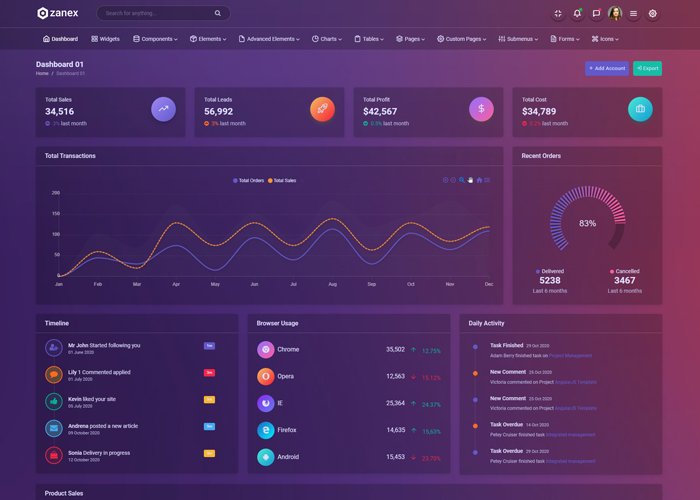 zanex
Search for anything...
Dashboard Widgets Components Elements Advanced Elements Charts Tables Pages Custom Pages Submenus Forms Icons
Dashboard 01
Home / Dashboard 01
+ Add Account Export
Total Sales
34,516
3% last month
Total Leads
56,992
3% last month
Total Profit
$42,567
0.5% last month
$
Total Cost
$34,789
0.2% last month
Total Transactions
Total Orders Total Sales
200
150
100
50
0
Jan Feb Mar Apr May Jun Jul Aug Sep Oct Nov Dec
Recent Orders
83%
Delivered
5238
Last 6 months
Cancelled
3467
Last 6 months
Timeline
Mr John Started following you
01 June 2020
Lily 1 Commented applied
01 July 2020
Kevin liked your site
05 July 2020
Andrena posted a new article
09 October 2020
Sonia Delivery in progress
12 October 2020
Browser Usage
Chrome 35,502 12.75%
Opera 12,563 15.12%
IE 25,364 24.37%
Firefox 14,635 15.63%
Android 15,453 23.70%
Daily Activity
Task Finished 29 Oct 2020
Adam Berry finished task on Project Management
New Comment 25 Oct 2020
Victoria commented on Project Angular JS Template
New Comment 25 Oct 2020
Victoria commented on Project Angular JS Template
Task Overdue 14 Oct 2020
Petey Cruiser finished task Integrated management
Task Overdue 29 Oct 2020
Petey Cruiser finished task Integrated management
Product Sales